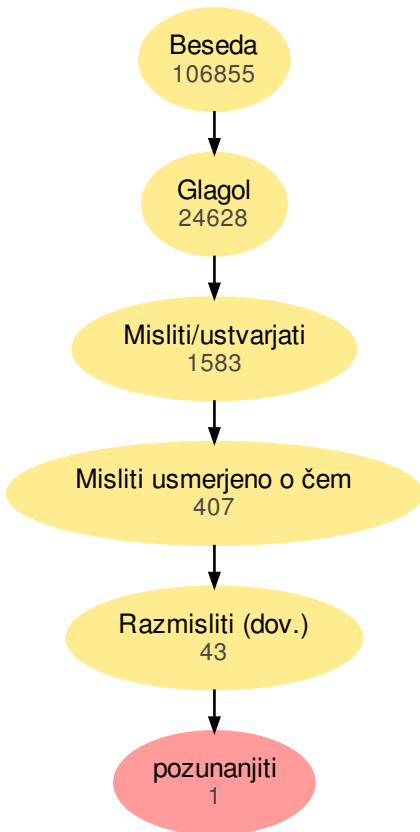 Beseda
106855
Glagol
24628
Misliti/ustvarjati
1583
Misliti usmerjeno o čem
407
Razmisliti (dov.)
43
pozunanjiti
1